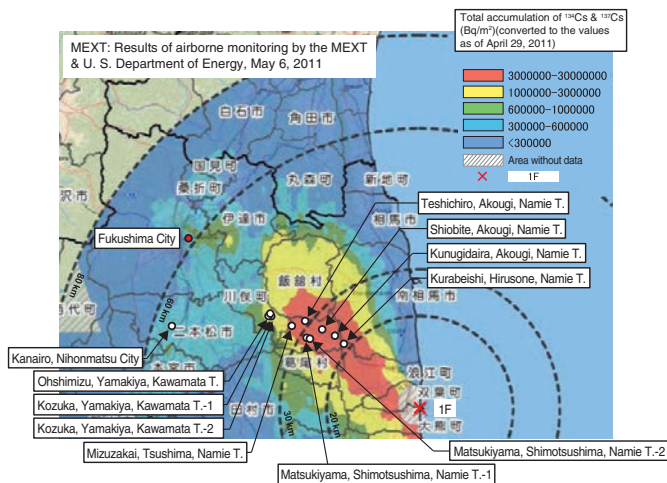 Total accumulation of ¹³⁴Cs & ¹³⁷Cs
(Bq/m²)(converted to the values
as of April 29, 2011)
MEXT: Results of airborne monitoring by the MEXT
& U. S. Department of Energy, May 6, 2011
3000000–30000000
1000000–3000000
600000–1000000
300000–600000
<300000
Area without data
1F
白石市
角田市
国見町
丸森町
新地町
桑折町
伊達市
相馬市
Teshichiro, Akougi, Namie T.
Shiobite, Akougi, Namie T.
Kunugidaira, Akougi, Namie T.
Kurabeishi, Hirusone, Namie T.
Fukushima City
飯舘村
川俣町
南相馬市
80 km
60 km
二本松市
Kanairo, Nihonmatsu City
Ohshimizu, Yamakiya, Kawamata T.
Kozuka, Yamakiya, Kawamata T.-1
Kozuka, Yamakiya, Kawamata T.-2
Mizuzakai, Tsushima, Namie T.
葛尾村
浪江町
双葉町
1F
大熊町
田村市
30 km
20 km
Matsukiyama, Shimotsushima, Namie T.-2
Matsukiyama, Shimotsushima, Namie T.-1